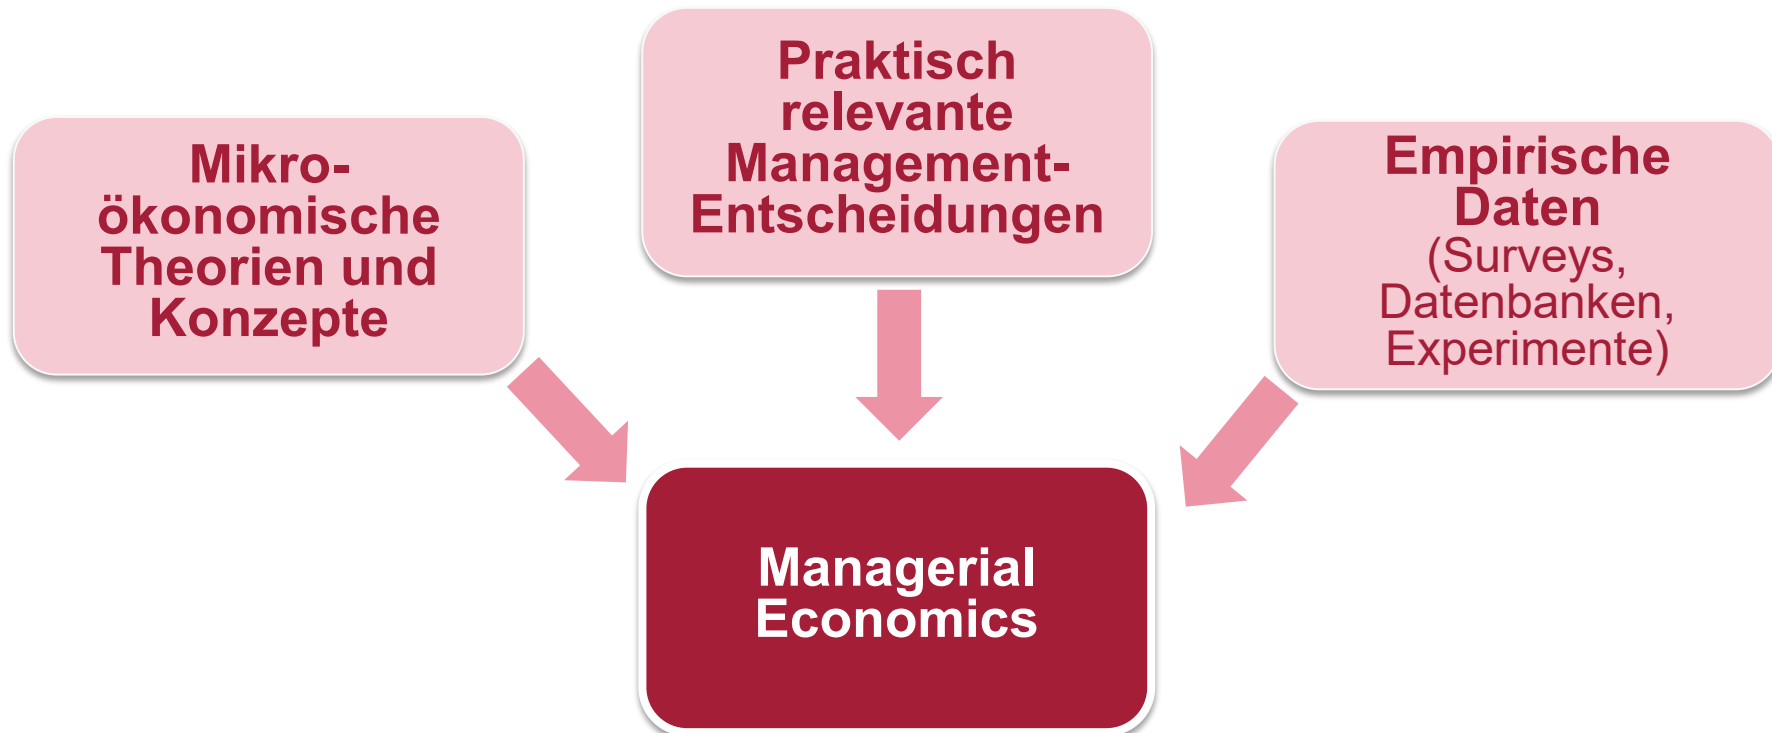 Mikro-
ökonomische
Theorien und
Konzepte
Praktisch
relevante
Management-
Entscheidungen
Empirische
Daten
(Surveys,
Datenbanken,
Experimente)
Managerial
Economics